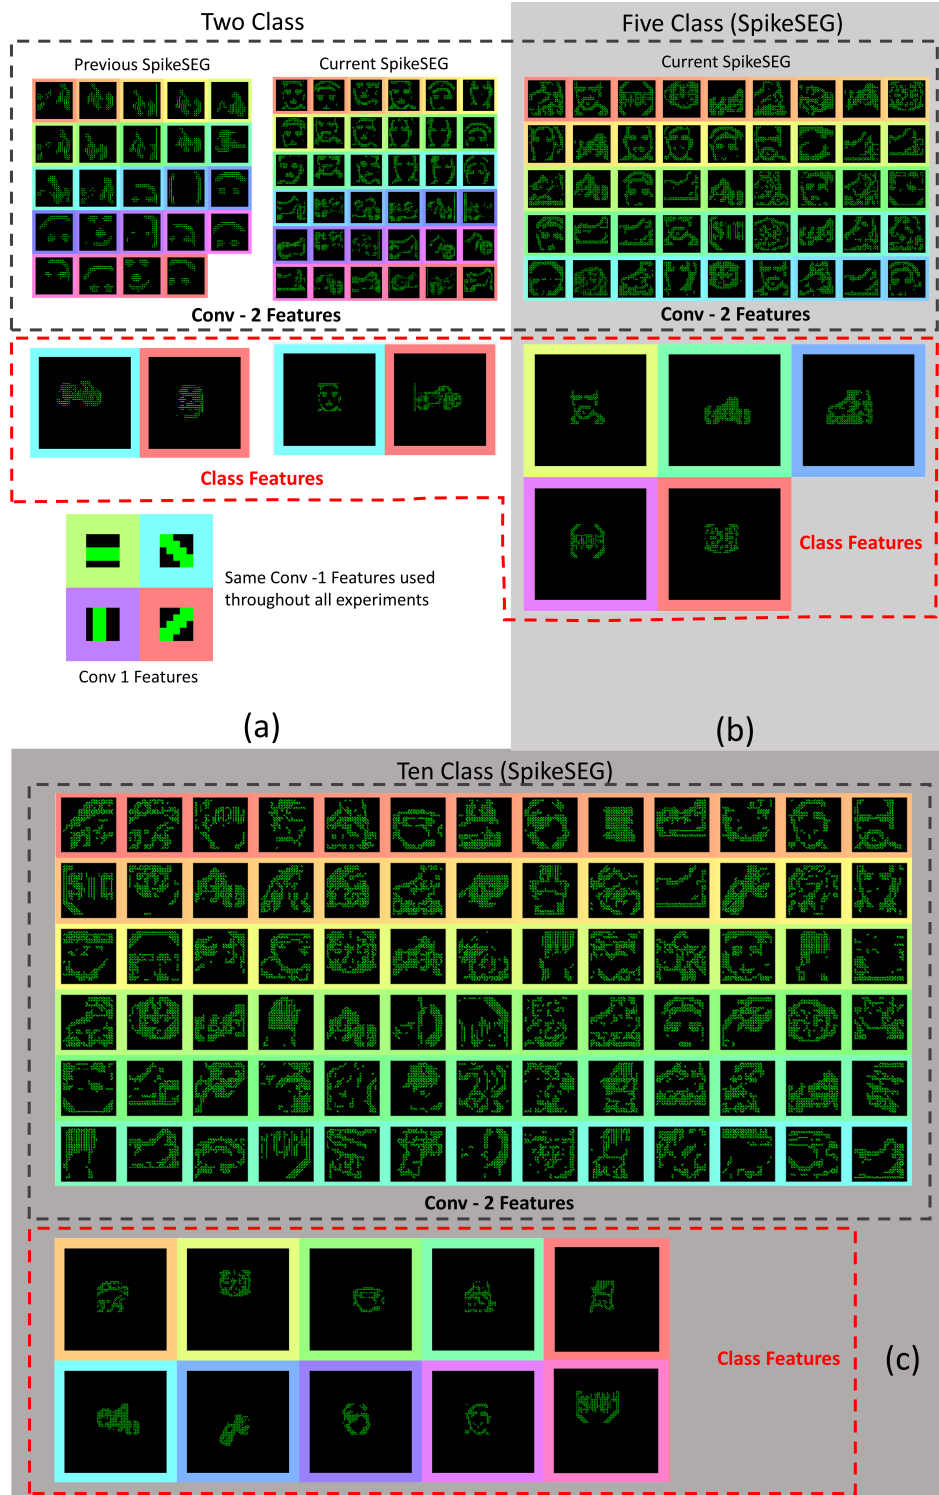 Two Class
Five Class (SpikeSEG)
Previous SpikeSEG
Current SpikeSEG
Current SpikeSEG
Conv - 2 Features
Conv - 2 Features
Class Features
Class Features
Same Conv -1 Features used
throughout all experiments
Conv 1 Features
(a)
(b)
Ten Class (SpikeSEG)
Conv - 2 Features
Class Features
(c)